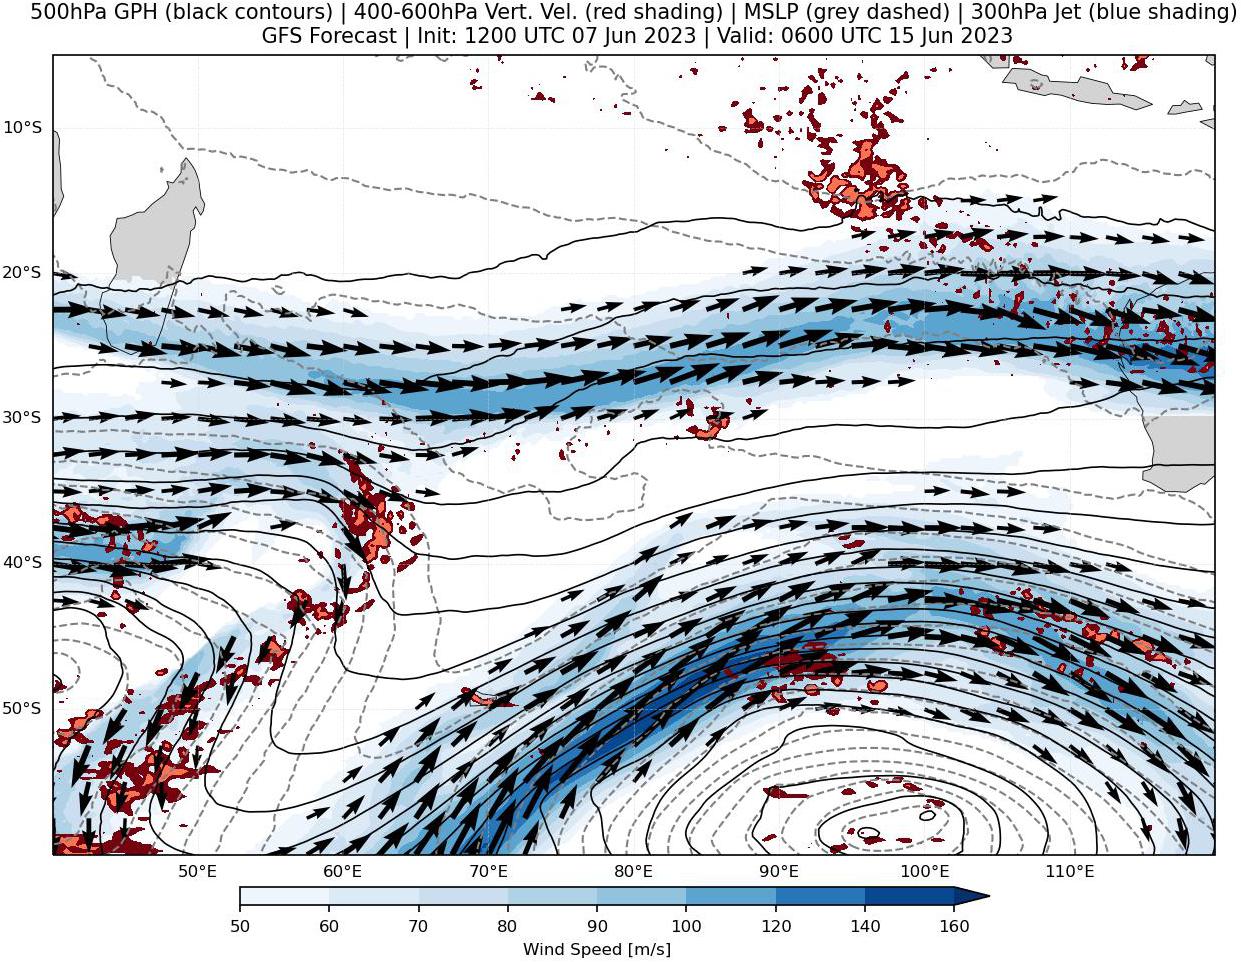 500hPa GPH (black contours) | 400-600hPa Vert. Vel. (red shading) | MSLP (grey dashed) | 300hPa Jet (blue shading)
GFS Forecast | Init: 1200 UTC 07 Jun 2023 | Valid: 0600 UTC 15 Jun 2023
10°S
20°S
30°S
40°S
50°S
50°E 60°E 70°E 80°E 90°E 100°E 110°E
50 60 70 80 90 100 120 140 160
Wind Speed [m/s]